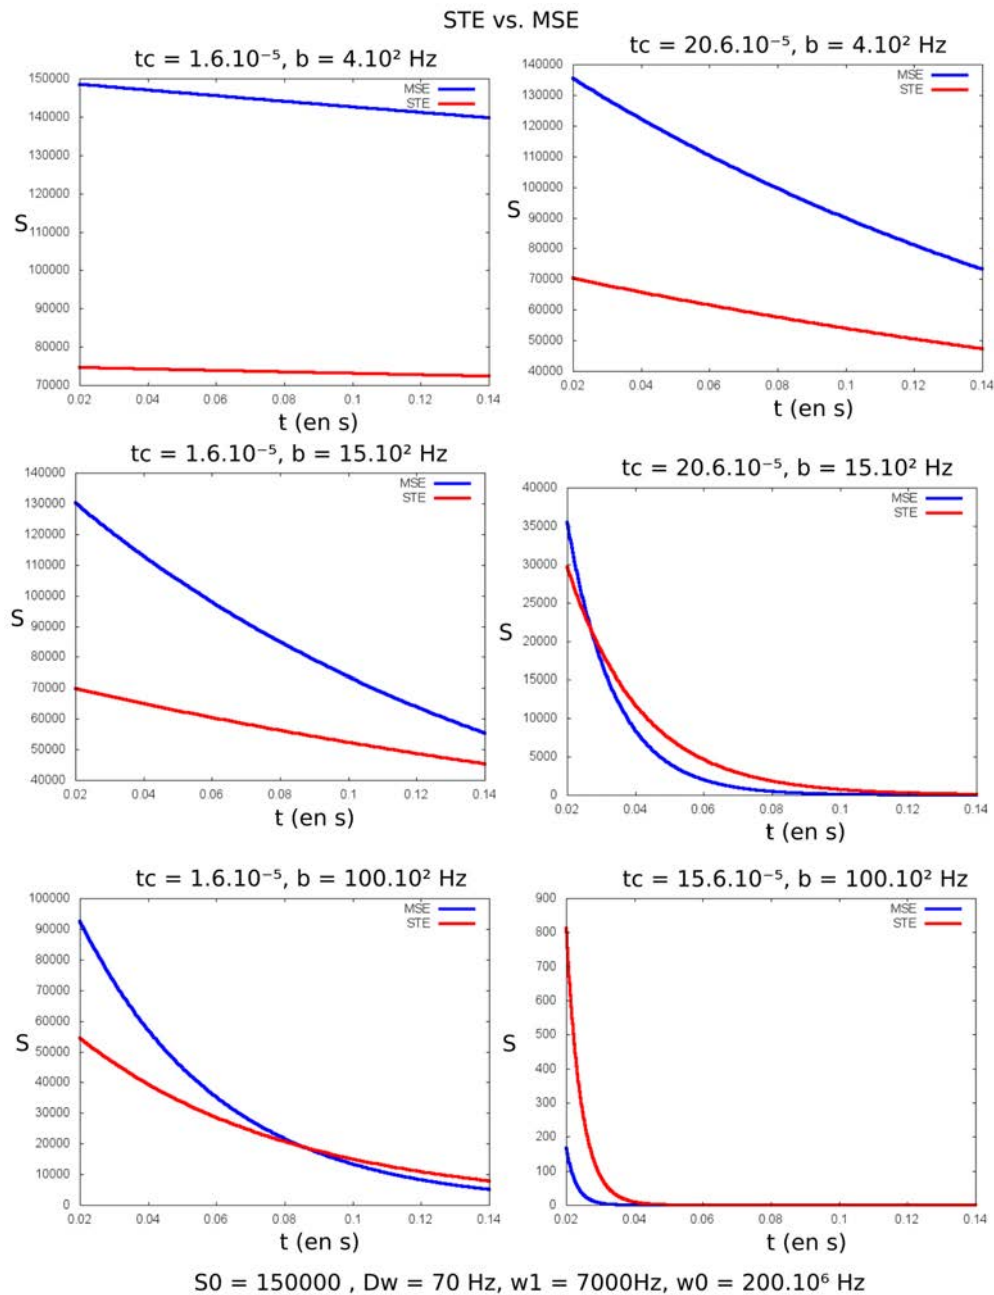 STE vs. MSE
tc = 1.6.10⁻⁵, b = 4.10² Hz
150000
140000
130000
120000
110000
100000
90000
80000
70000
S
MSE
STE
0.02 0.04 0.06 0.08 0.1 0.12 0.14
t (en s)
tc = 20.6.10⁻⁵, b = 4.10² Hz
140000
130000
120000
110000
100000
90000
80000
70000
60000
50000
40000
S
MSE
STE
0.02 0.04 0.06 0.08 0.1 0.12 0.14
t (en s)
tc = 1.6.10⁻⁵, b = 15.10² Hz
140000
130000
120000
110000
100000
90000
80000
70000
60000
50000
40000
S
MSE
STE
0.02 0.04 0.06 0.08 0.1 0.12 0.14
t (en s)
tc = 20.6.10⁻⁵, b = 15.10² Hz
40000
35000
30000
25000
20000
15000
10000
5000
0
S
MSE
STE
0.02 0.04 0.06 0.08 0.1 0.12 0.14
t (en s)
tc = 1.6.10⁻⁵, b = 100.10² Hz
100000
90000
80000
70000
60000
50000
40000
30000
20000
10000
0
S
MSE
STE
0.02 0.04 0.06 0.08 0.1 0.12 0.14
t (en s)
tc = 15.6.10⁻⁵, b = 100.10² Hz
900
800
700
600
500
400
300
200
100
0
S
MSE
STE
0.02 0.04 0.06 0.08 0.1 0.12 0.14
t (en s)
S0 = 150000 , Dw = 70 Hz, w1 = 7000Hz, w0 = 200.10⁶ Hz